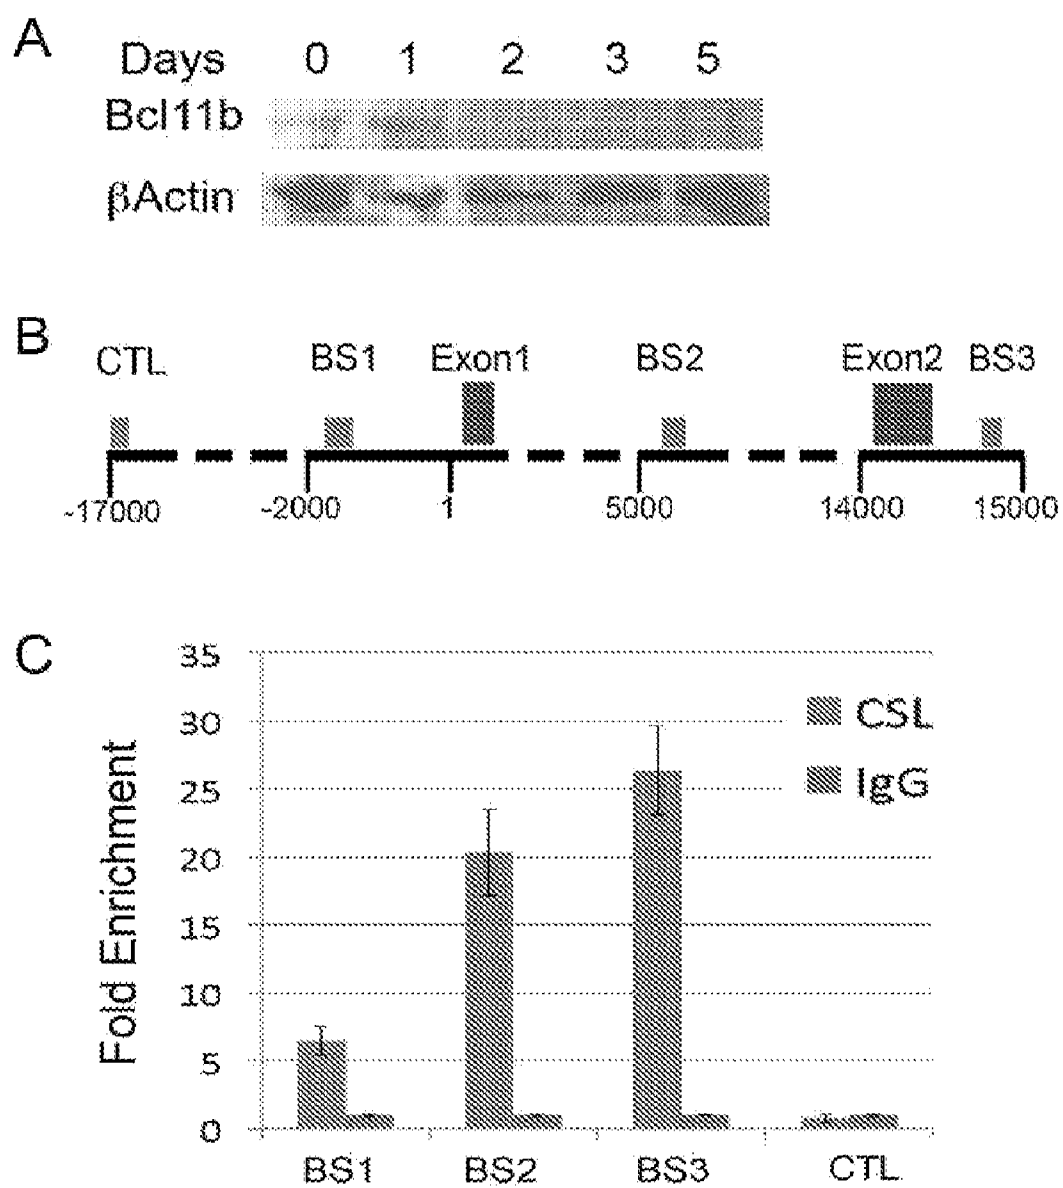 A
Days 0 1 2 3 5
Bcl11b
βActin
B
CTL BS1 Exon1 BS2 Exon2 BS3
-17000 -2000 1 5000 14000 15000
C
Fold Enrichment
35
30
25
20
15
10
5
0
CSL
IgG
BS1 BS2 BS3 CTL